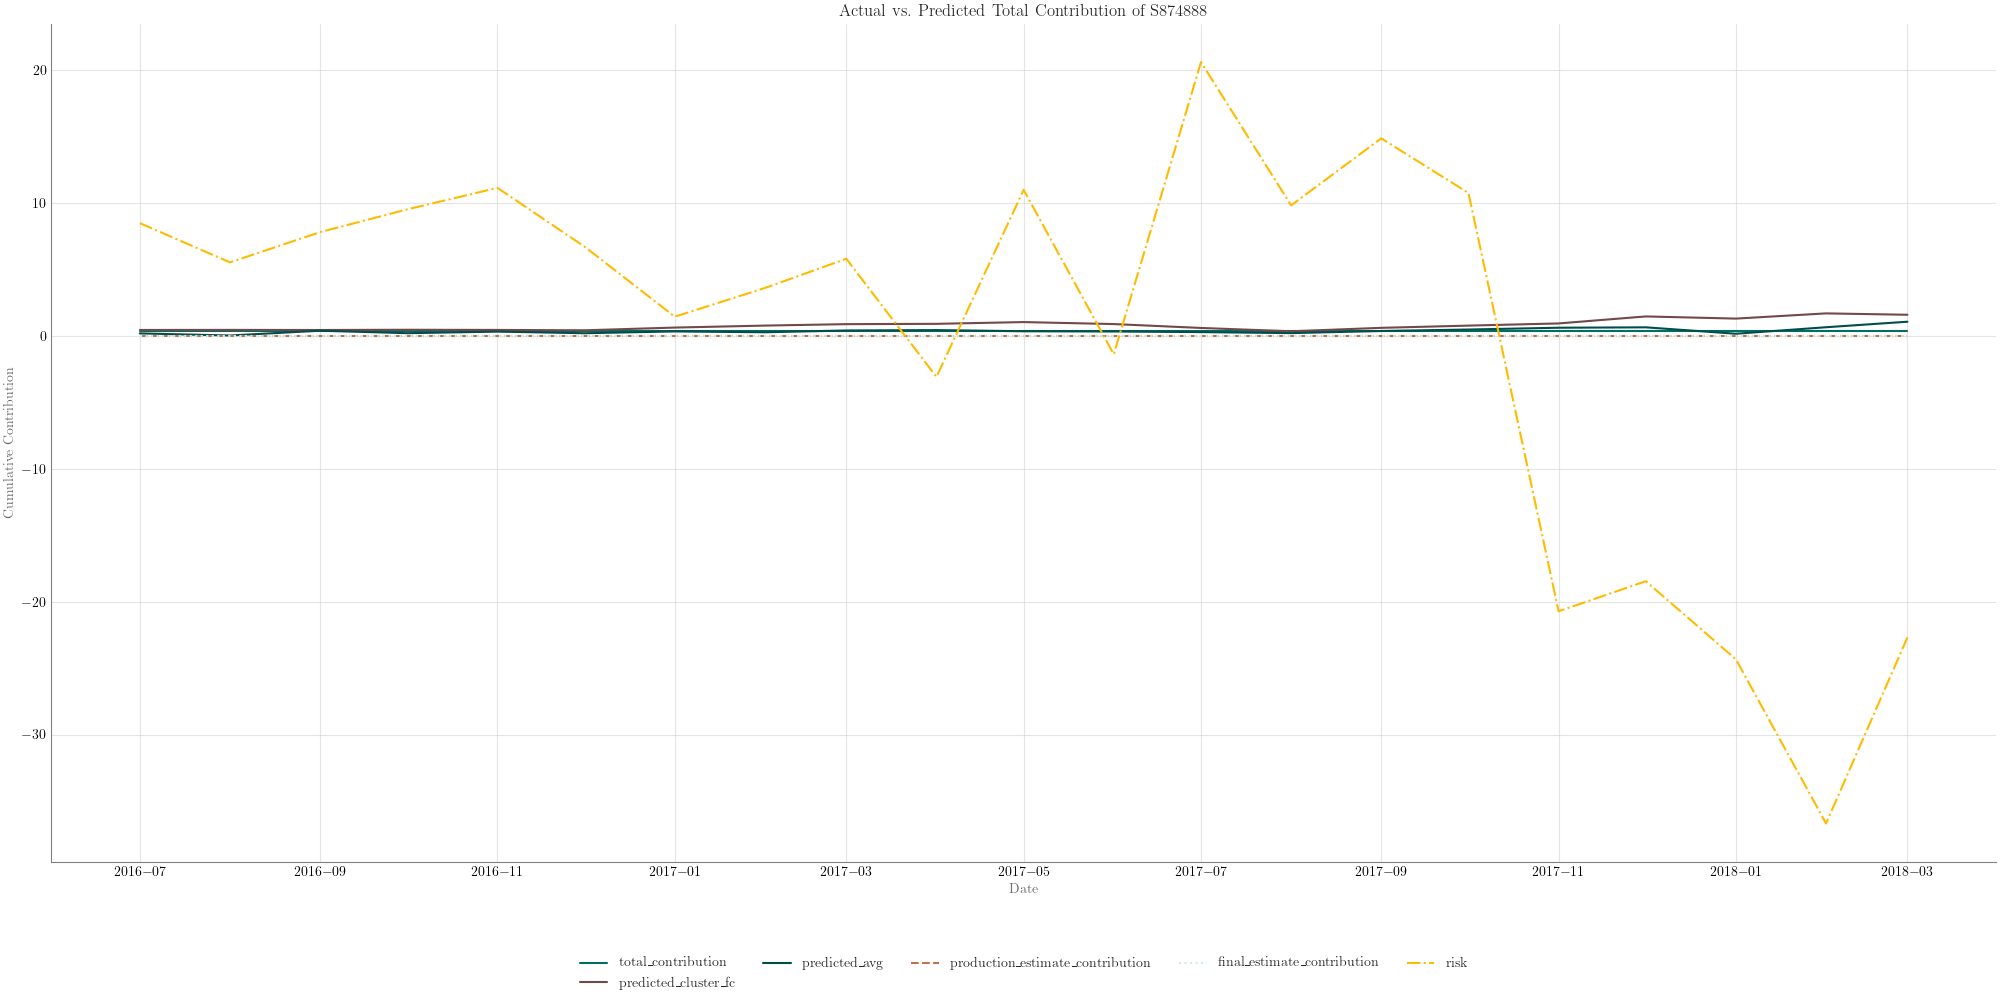 Actual vs. Predicted Total Contribution of S874888
Cumulative Contribution
20
10
0
−10
−20
−30
2016−07 2016−09 2016−11 2017−01 2017−03 2017−05 2017−07 2017−09 2017−11 2018−01 2018−03
Date
total_contribution predicted_avg production_estimate_contribution final_estimate_contribution risk
predicted_cluster_fc